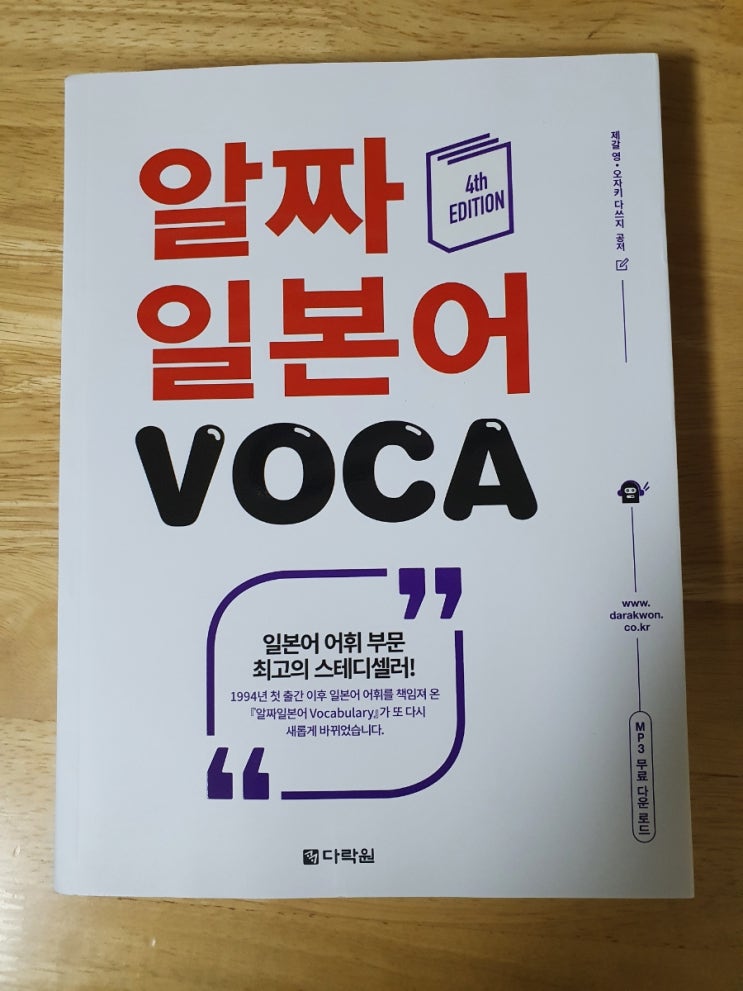 알짜
4th
EDITION
일본어
VOCA
제갈 영 • 오자키 다쓰지 공저
www.
darakwon.
co.kr
일본어 어휘 부문
최고의 스테디셀러!
1994년 첫 출간 이후 일본어 어휘를 책임져 온
『알짜일본어 Vocabulary』가 또 다시
새롭게 바뀌었습니다.
MP3 무료 다운 로드
다락원